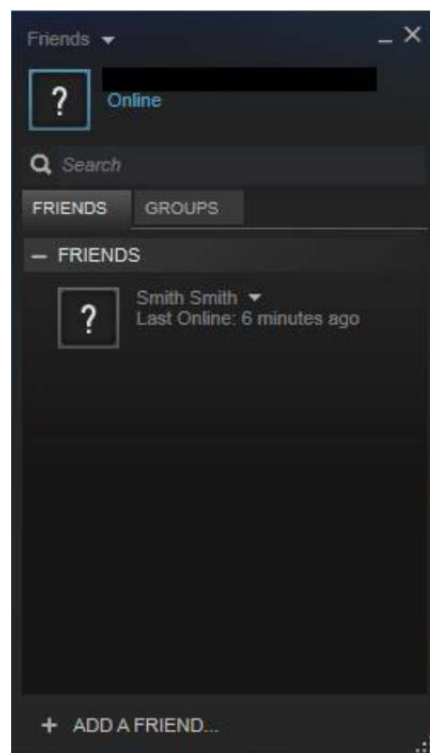 Friends
?
Online
Search
FRIENDS GROUPS
– FRIENDS
?
Smith Smith
Last Online: 6 minutes ago
+ ADD A FRIEND...